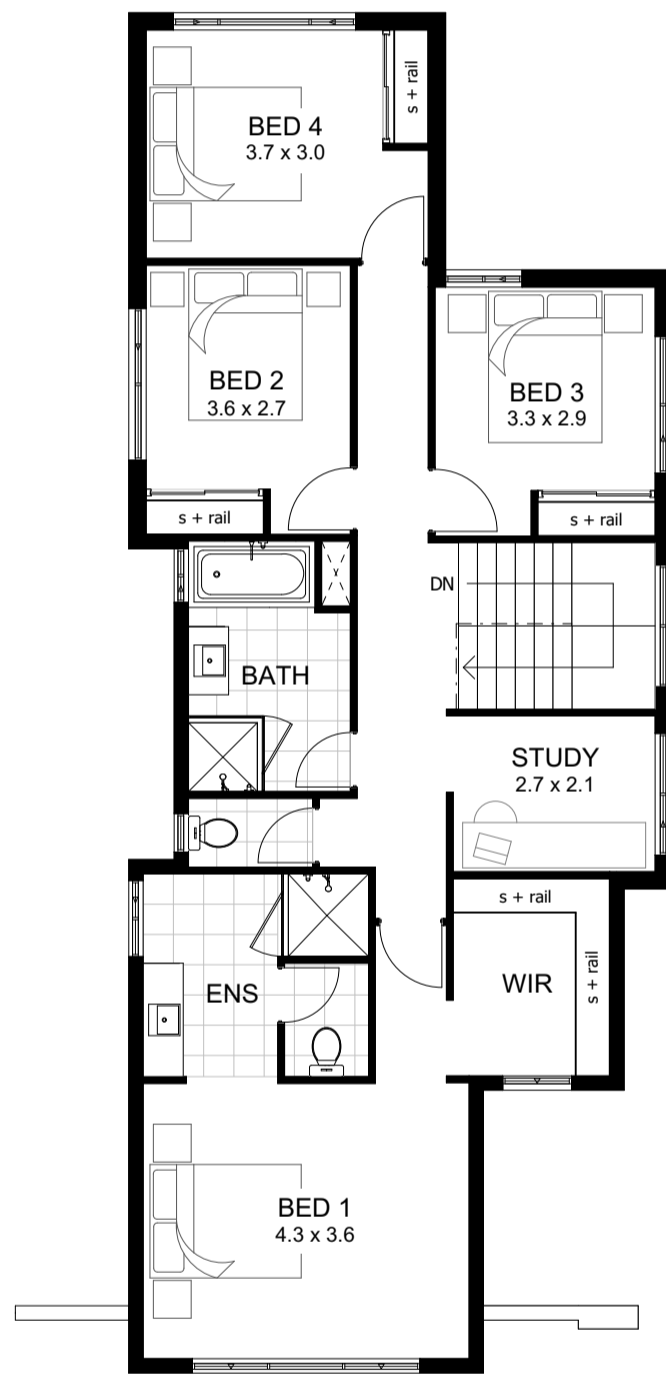 BED 4
3.7 x 3.0
s + rail
BED 2
3.6 x 2.7
s + rail
BED 3
3.3 x 2.9
s + rail
DN
BATH
STUDY
2.7 x 2.1
s + rail
ENS
WIR
s + rail
BED 1
4.3 x 3.6